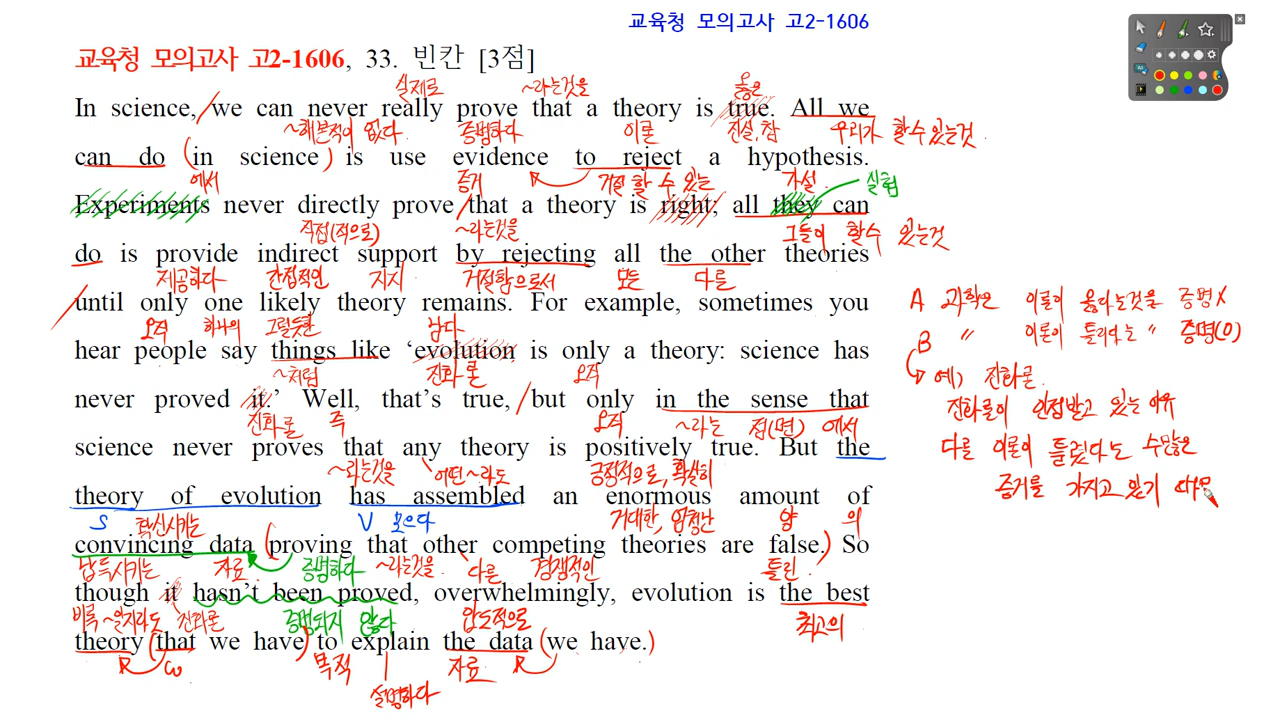 교육청 모의고사 고2-1606
교육청 모의고사 고2-1606, 33. 빈칸 [3점]
실제로 ~라는것을 옳은
In science, we can never really prove that a theory is true. All we
~해본적이 없다. 증명하다 이론 진실, 참 우리가 할수있는것
can do (in science) is use evidence to reject a hypothesis.
에서 증거 거절 할 수 있는 가설 실험
Experiments never directly prove that a theory is right; all they can
직접(적으로) ~라는것을 그들이 할수 있는것
do is provide indirect support by rejecting all the other theories
제공하다 간접적인 지지 거절함으로서 모든 다를
until only one likely theory remains. For example, sometimes you
오직 하나의 그럴듯한 남다
hear people say things like ‘evolution is only a theory: science has
~처럼 진화론 오직
never proved it.’ Well, that’s true, but only in the sense that
진화론 즉 오직 ~라는 점(면) 에서
science never proves that any theory is positively true. But the
~라는것을 어떤~라도 긍정적으로, 확실히
theory of evolution has assembled an enormous amount of
S 확신시키는 V 모으다 거대한, 엄청난 양 의
convincing data (proving that other competing theories are false.) So
납득시키는 자료 증명하다 ~라는것을 다른 경쟁적인 틀린
though it hasn’t been proved, overwhelmingly, evolution is the best
비록 ~일지라도 진화론 증명되지 않다 압도적으로 최고의
theory (that we have) to explain the data (we have.)
목적 자료
설명하다
A 과학은 이론이 옳다는것을 증명X
B 〃 이론이 틀리다는 〃 증명(O)
예) 진화론
진화론이 인정받고 있는 이유
다를 이론이 틀렸다는 수많은
증거를 가지고 있기 때문